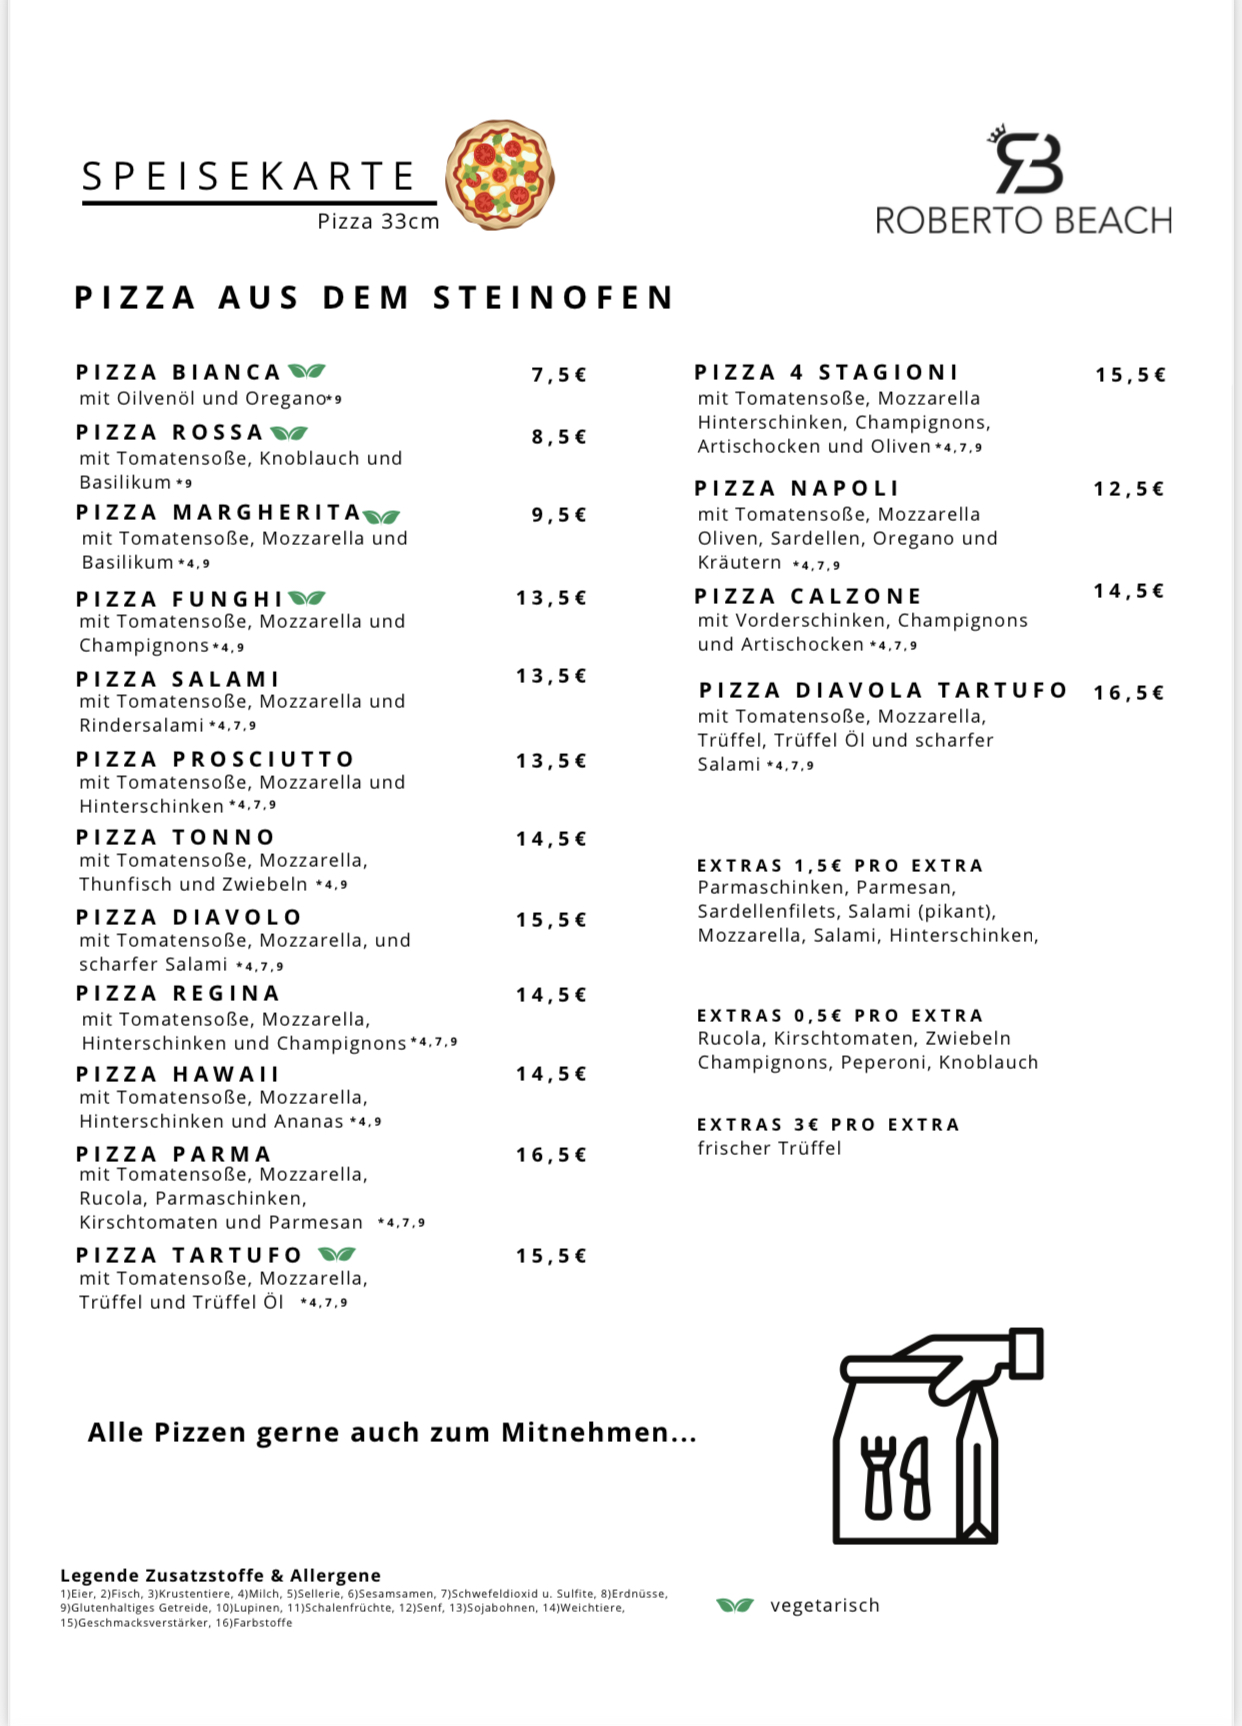 SPEISEKARTE
Pizza 33cm
RB
ROBERTO BEACH
PIZZA AUS DEM STEINOFEN
PIZZA BIANCA 7,5€
mit Oilvenöl und Oregano*9
PIZZA ROSSA 8,5€
mit Tomatensoße, Knoblauch und
Basilikum *9
PIZZA MARGHERITA 9,5€
mit Tomatensoße, Mozzarella und
Basilikum *4,9
PIZZA FUNGHI 13,5€
mit Tomatensoße, Mozzarella und
Champignons *4,9
PIZZA SALAMI 13,5€
mit Tomatensoße, Mozzarella und
Rindersalami *4,7,9
PIZZA PROSCIUTTO 13,5€
mit Tomatensoße, Mozzarella und
Hinterschinken *4,7,9
PIZZA TONNO 14,5€
mit Tomatensoße, Mozzarella,
Thunfisch und Zwiebeln *4,9
PIZZA DIAVOLO 15,5€
mit Tomatensoße, Mozzarella, und
scharfer Salami *4,7,9
PIZZA REGINA 14,5€
mit Tomatensoße, Mozzarella,
Hinterschinken und Champignons *4,7,9
PIZZA HAWAII 14,5€
mit Tomatensoße, Mozzarella,
Hinterschinken und Ananas *4,9
PIZZA PARMA 16,5€
mit Tomatensoße, Mozzarella,
Rucola, Parmaschinken,
Kirschtomaten und Parmesan *4,7,9
PIZZA TARTUFO 15,5€
mit Tomatensoße, Mozzarella,
Trüffel und Trüffel Öl *4,7,9
PIZZA 4 STAGIONI 15,5€
mit Tomatensoße, Mozzarella
Hinterschinken, Champignons,
Artischocken und Oliven *4,7,9
PIZZA NAPOLI 12,5€
mit Tomatensoße, Mozzarella
Oliven, Sardellen, Oregano und
Kräutern *4,7,9
PIZZA CALZONE 14,5€
mit Vorderschinken, Champignons
und Artischocken *4,7,9
PIZZA DIAVOLA TARTUFO 16,5€
mit Tomatensoße, Mozzarella,
Trüffel, Trüffel Öl und scharfer
Salami *4,7,9
EXTRAS 1,5€ PRO EXTRA
Parmaschinken, Parmesan,
Sardellenfilets, Salami (pikant),
Mozzarella, Salami, Hinterschinken,
EXTRAS 0,5€ PRO EXTRA
Rucola, Kirschtomaten, Zwiebeln
Champignons, Peperoni, Knoblauch
EXTRAS 3€ PRO EXTRA
frischer Trüffel
Alle Pizzen gerne auch zum Mitnehmen...
Legende Zusatzstoffe & Allergene
1)Eier, 2)Fisch, 3)Krustentiere, 4)Milch, 5)Sellerie, 6)Sesamsamen, 7)Schwefeldioxid u. Sulfite, 8)Erdnüsse,
9)Glutenhaltiges Getreide, 10)Lupinen, 11)Schalenfrüchte, 12)Senf, 13)Sojabohnen, 14)Weichtiere,
15)Geschmacksverstärker, 16)Farbstoffe
vegetarisch